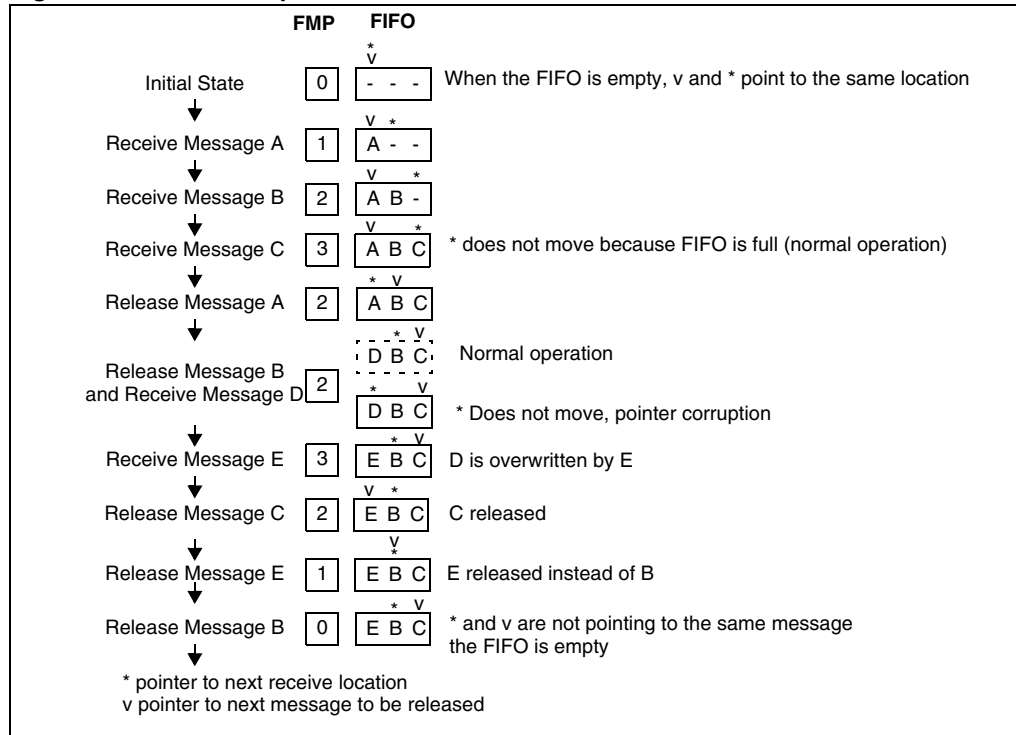 FMP FIFO
*
v
Initial State 0 - - - When the FIFO is empty, v and * point to the same location
v *
Receive Message A 1 A - -
v *
Receive Message B 2 A B -
v *
Receive Message C 3 A B C * does not move because FIFO is full (normal operation)
* v
Release Message A 2 A B C
* v
D B C Normal operation
Release Message B
and Receive Message D 2
* v
D B C * Does not move, pointer corruption
* v
Receive Message E 3 E B C D is overwritten by E
v *
Release Message C 2 E B C C released
v
*
Release Message E 1 E B C E released instead of B
* v
Release Message B 0 E B C * and v are not pointing to the same message
the FIFO is empty
* pointer to next receive location
v pointer to next message to be released